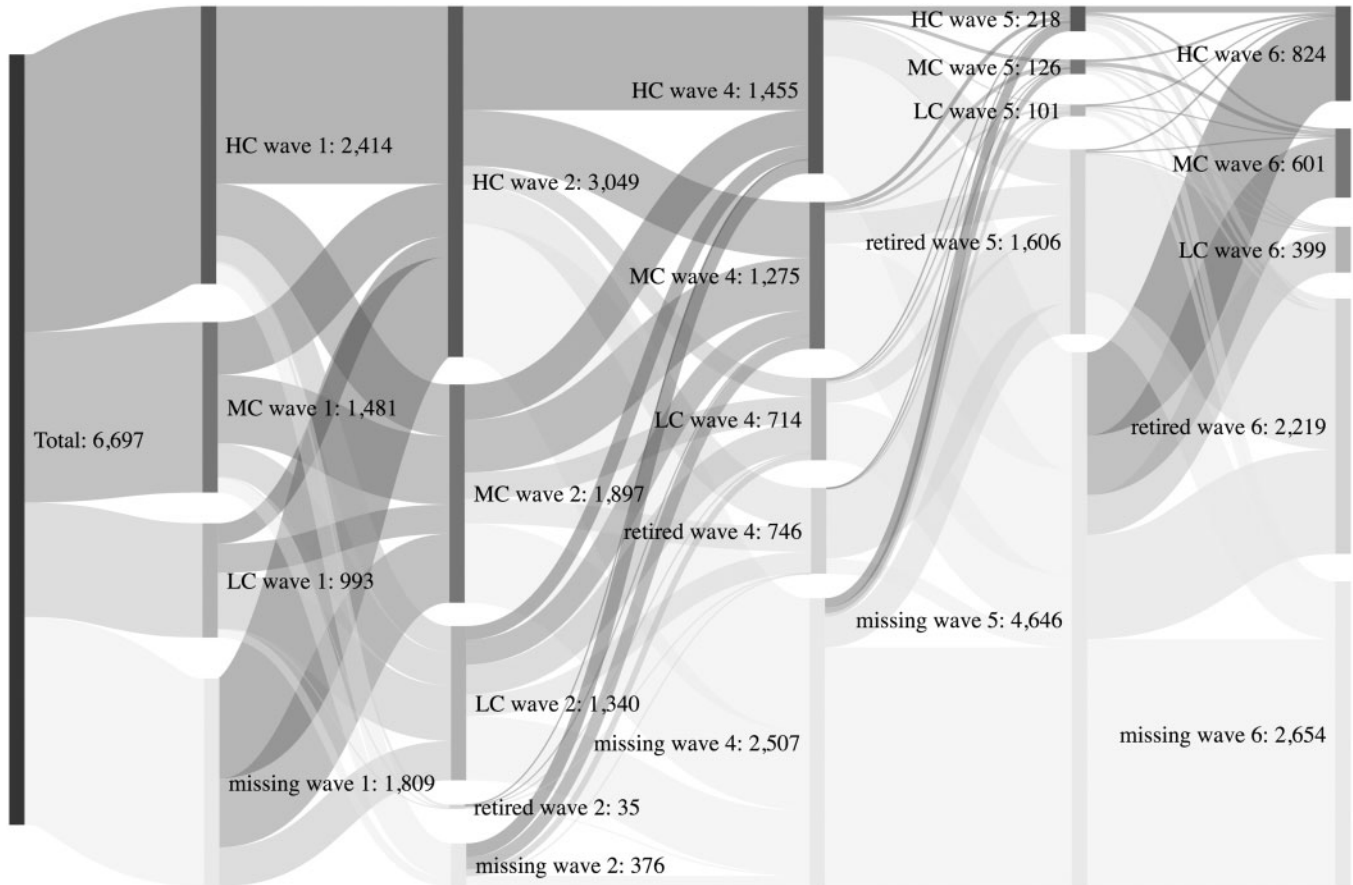 Total: 6,697
HC wave 1: 2,414
MC wave 1: 1,481
LC wave 1: 993
missing wave 1: 1,809
HC wave 2: 3,049
MC wave 2: 1,897
LC wave 2: 1,340
retired wave 2: 35
missing wave 2: 376
HC wave 4: 1,455
MC wave 4: 1,275
LC wave 4: 714
retired wave 4: 746
missing wave 4: 2,507
HC wave 5: 218
MC wave 5: 126
LC wave 5: 101
retired wave 5: 1,606
missing wave 5: 4,646
HC wave 6: 824
MC wave 6: 601
LC wave 6: 399
retired wave 6: 2,219
missing wave 6: 2,654